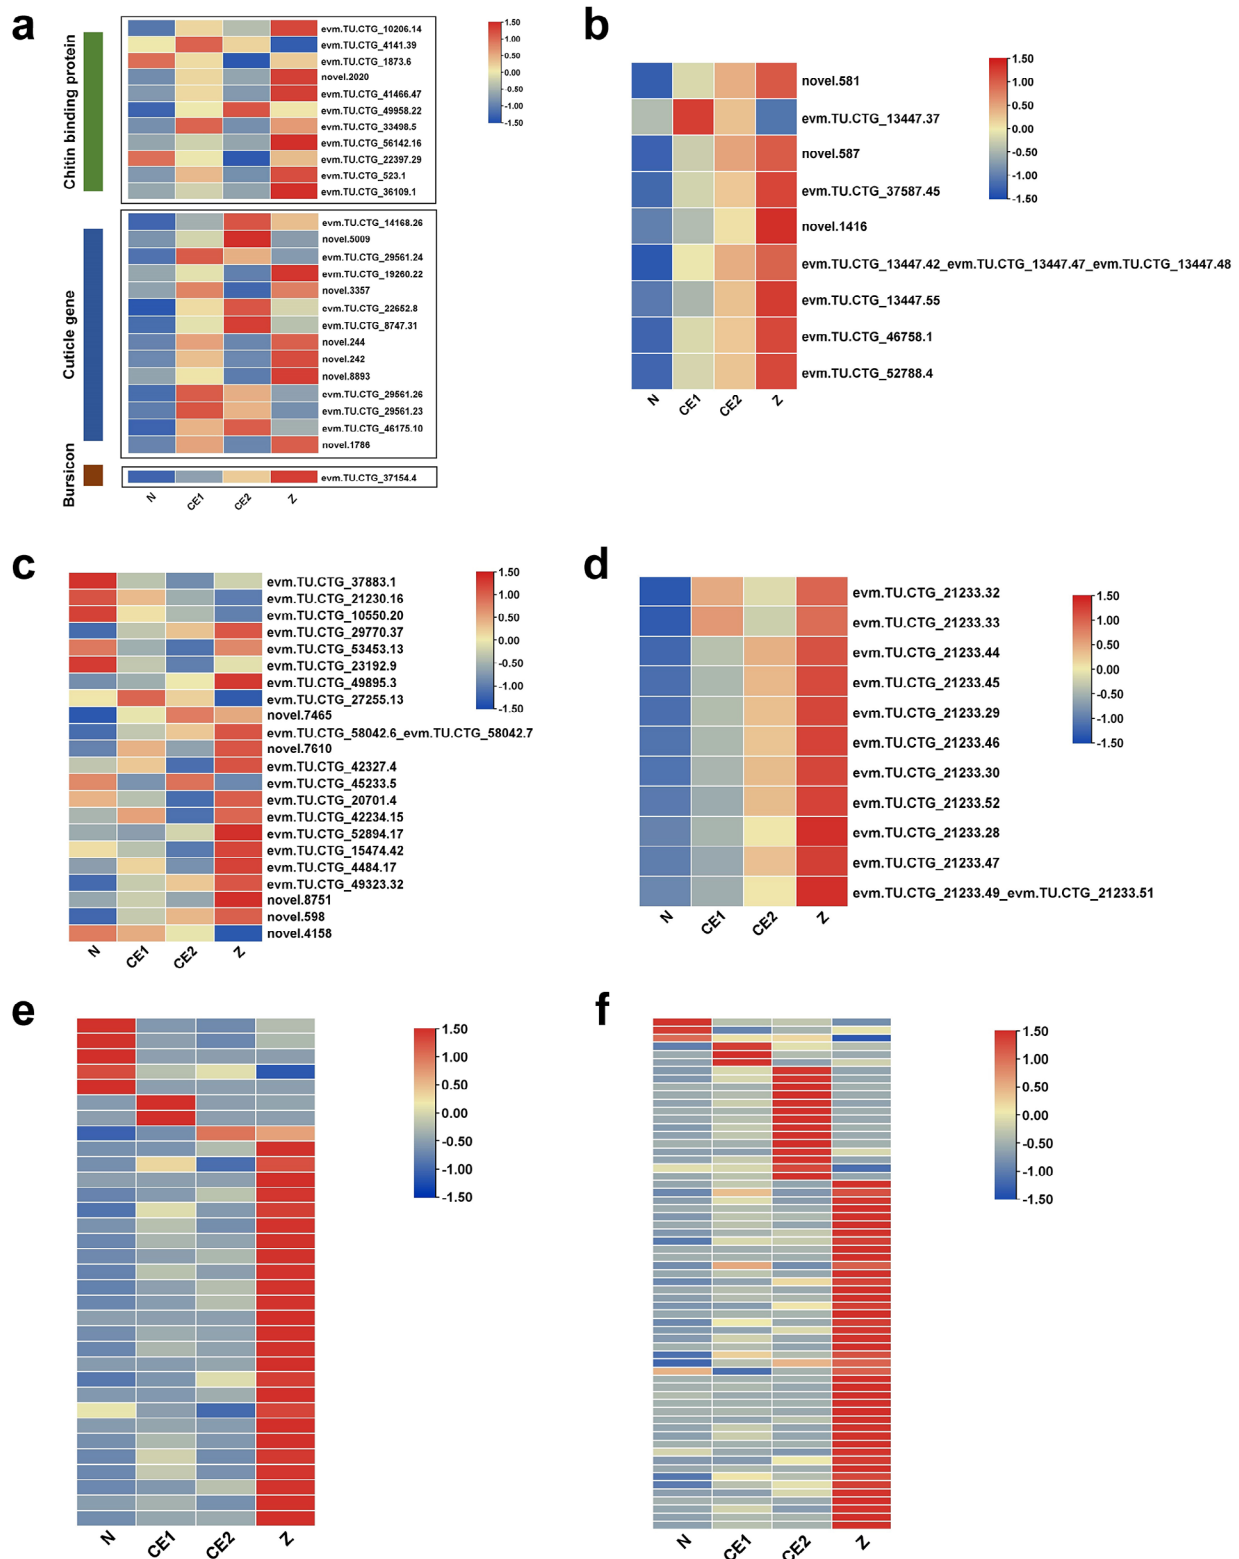 a
Chitin binding protein
evm.TU.CTG_10206.14
evm.TU.CTG_4141.39
evm.TU.CTG_1873.6
novel.2020
evm.TU.CTG_41466.47
evm.TU.CTG_49958.22
evm.TU.CTG_33498.5
evm.TU.CTG_56142.16
evm.TU.CTG_22397.29
evm.TU.CTG_523.1
evm.TU.CTG_36109.1
1.50
1.00
0.50
0.00
-0.50
-1.00
-1.50
Cuticle gene
evm.TU.CTG_14168.26
novel.5009
evm.TU.CTG_29561.24
evm.TU.CTG_19260.22
novel.3357
evm.TU.CTG_22652.8
evm.TU.CTG_8747.31
novel.244
novel.242
novel.8893
evm.TU.CTG_29561.26
evm.TU.CTG_29561.23
evm.TU.CTG_46175.10
novel.1786
Bursicon
evm.TU.CTG_37154.4
N
CE1
CE2
Z
b
novel.581
evm.TU.CTG_13447.37
novel.587
evm.TU.CTG_37587.45
novel.1416
evm.TU.CTG_13447.42_evm.TU.CTG_13447.47_evm.TU.CTG_13447.48
evm.TU.CTG_13447.55
evm.TU.CTG_46758.1
evm.TU.CTG_52788.4
N
CE1
CE2
Z
1.50
1.00
0.50
0.00
-0.50
-1.00
-1.50
c
evm.TU.CTG_37883.1
evm.TU.CTG_21230.16
evm.TU.CTG_10550.20
evm.TU.CTG_29770.37
evm.TU.CTG_53453.13
evm.TU.CTG_23192.9
evm.TU.CTG_49895.3
evm.TU.CTG_27255.13
novel.7465
evm.TU.CTG_58042.6_evm.TU.CTG_58042.7
novel.7610
evm.TU.CTG_42327.4
evm.TU.CTG_45233.5
evm.TU.CTG_20701.4
evm.TU.CTG_42234.15
evm.TU.CTG_52894.17
evm.TU.CTG_15474.42
evm.TU.CTG_4484.17
evm.TU.CTG_49323.32
novel.8751
novel.598
novel.4158
N
CE1
CE2
Z
1.50
1.00
0.50
0.00
-0.50
-1.00
-1.50
d
evm.TU.CTG_21233.32
evm.TU.CTG_21233.33
evm.TU.CTG_21233.44
evm.TU.CTG_21233.45
evm.TU.CTG_21233.29
evm.TU.CTG_21233.46
evm.TU.CTG_21233.30
evm.TU.CTG_21233.52
evm.TU.CTG_21233.28
evm.TU.CTG_21233.47
evm.TU.CTG_21233.49_evm.TU.CTG_21233.51
N
CE1
CE2
Z
1.50
1.00
0.50
0.00
-0.50
-1.00
-1.50
e
1.50
1.00
0.50
0.00
-0.50
-1.00
-1.50
N
CE1
CE2
Z
f
1.50
1.00
0.50
0.00
-0.50
-1.00
-1.50
N
CE1
CE2
Z